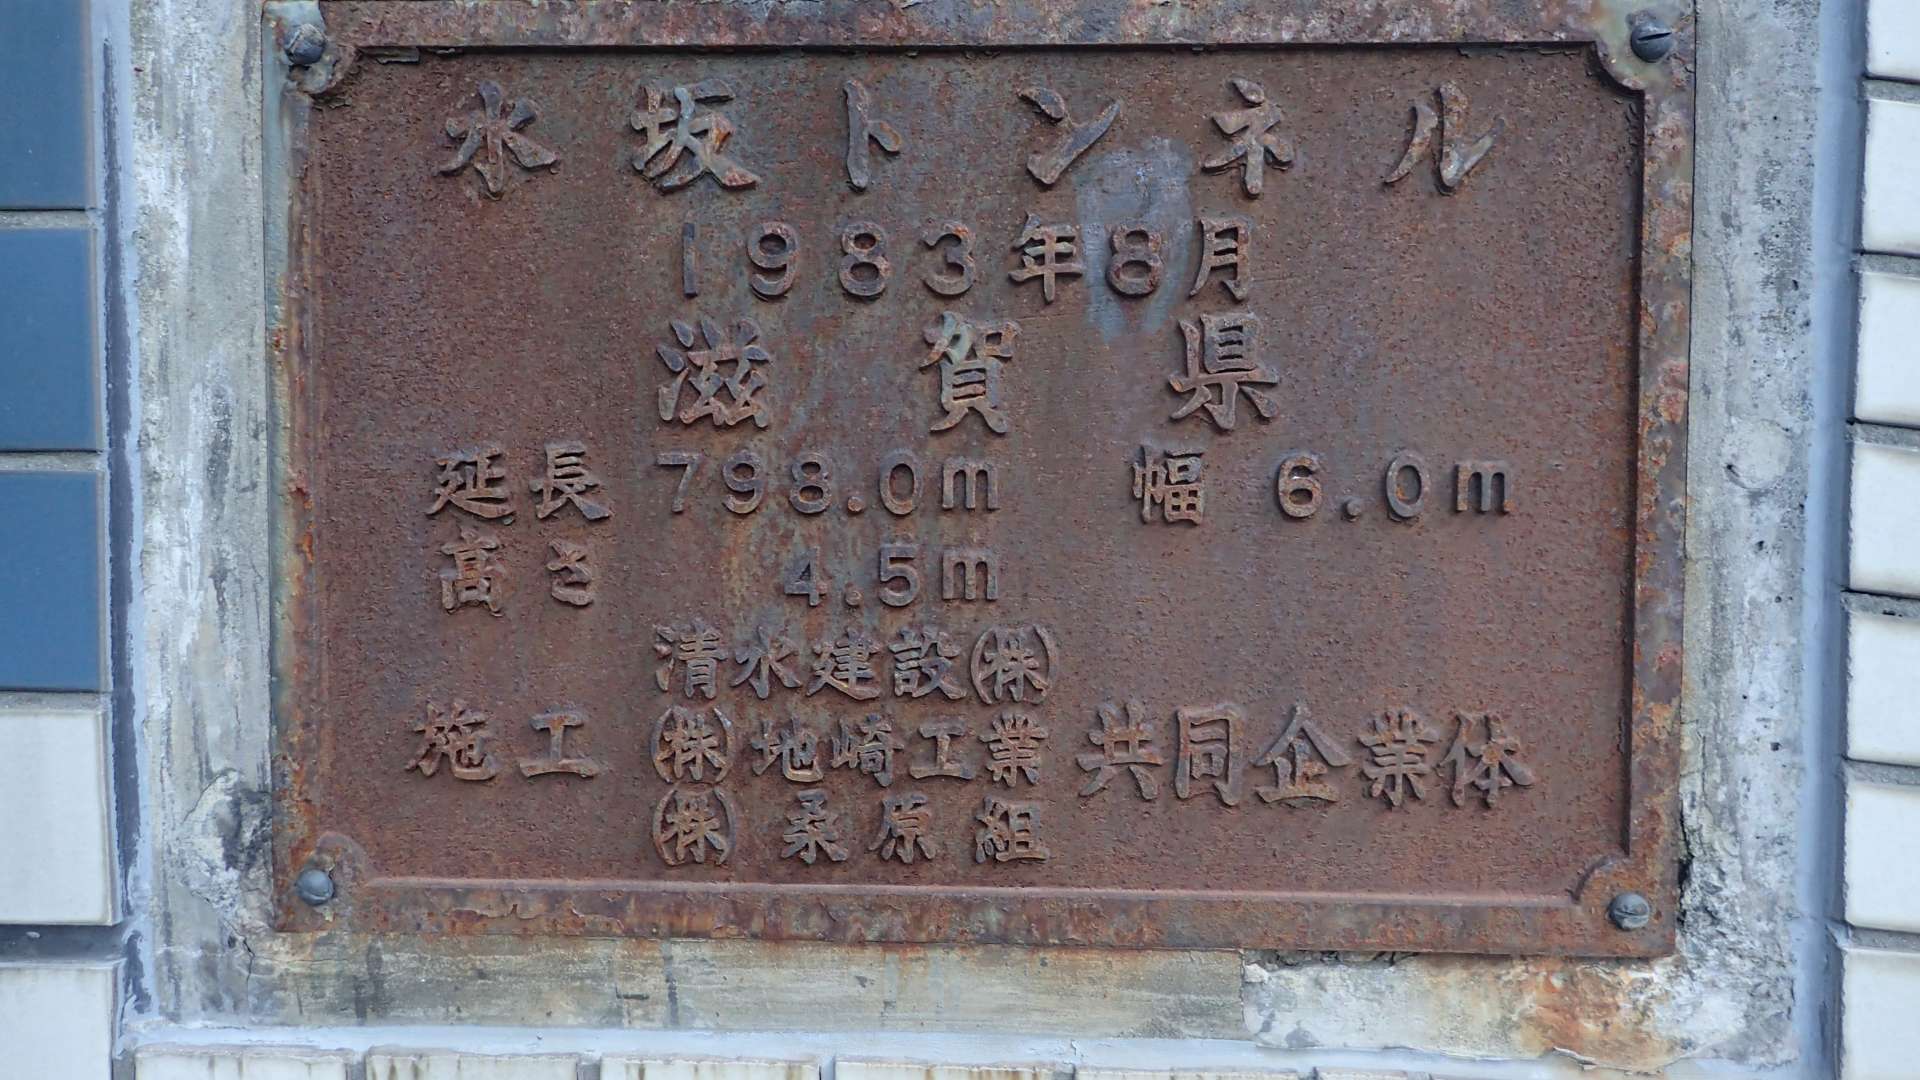 水坂トンネル
1983年8月
滋賀県
延長 798.0m 幅 6.0m
高さ 4.5m
清水建設㈱
施工 ㈱地崎工業 共同企業体
㈱桑原組